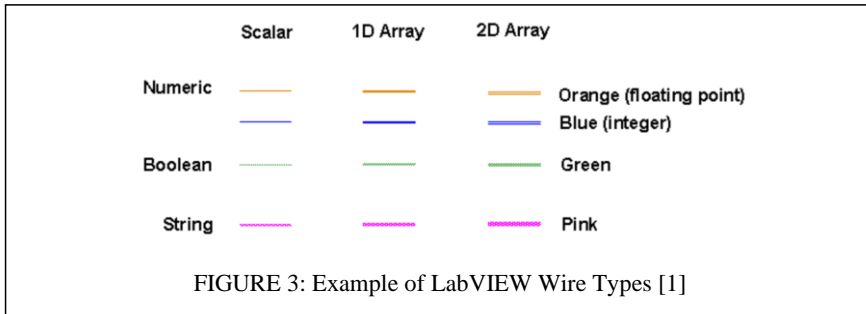 Scalar 1D Array 2D Array
Numeric Orange (floating point)
Blue (integer)
Boolean Green
String Pink
FIGURE 3: Example of LabVIEW Wire Types [1]